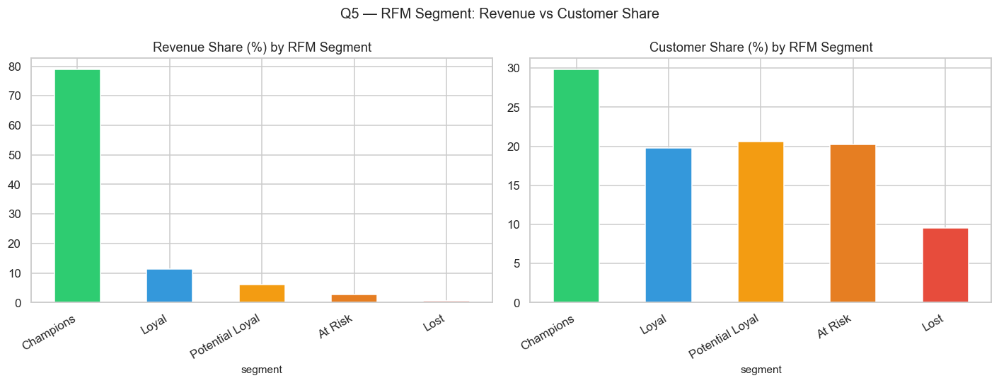 Q5 — RFM Segment: Revenue vs Customer Share
Revenue Share (%) by RFM Segment
80
70
60
50
40
30
20
10
0
Champions
Loyal
Potential Loyal
At Risk
Lost
segment
Customer Share (%) by RFM Segment
30
25
20
15
10
5
0
Champions
Loyal
Potential Loyal
At Risk
Lost
segment